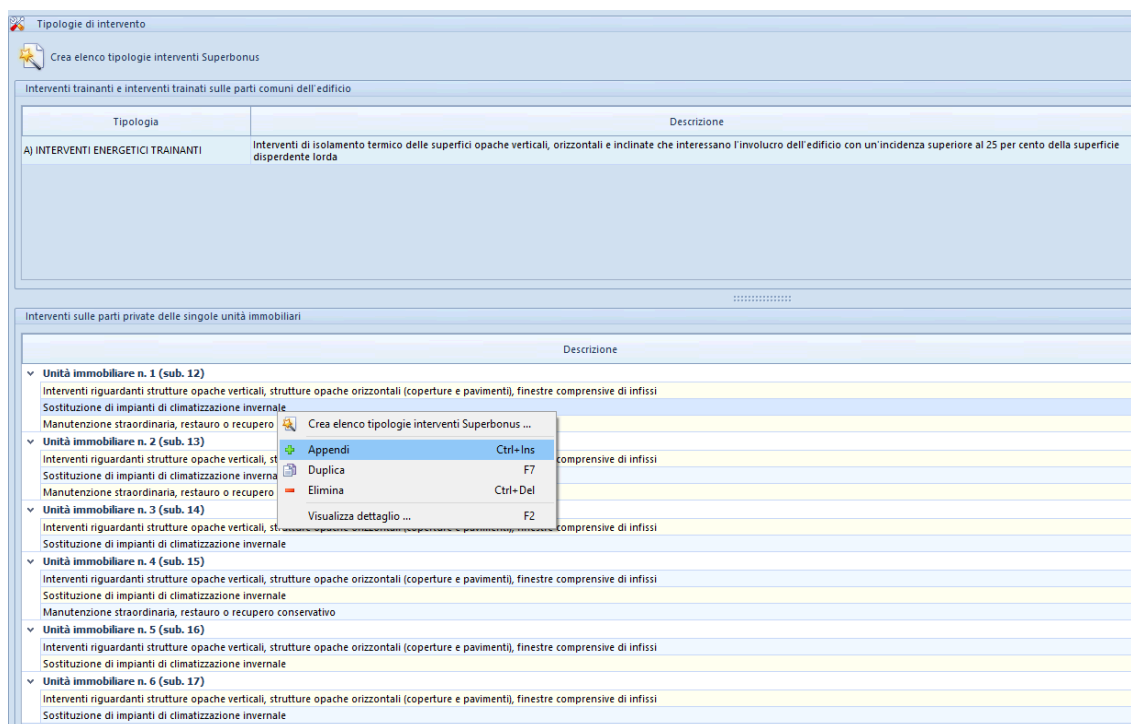 Tipologie di intervento
Crea elenco tipologie interventi Superbonus
Interventi trainanti e interventi trainati sulle parti comuni dell'edificio
Tipologia Descrizione
A) INTERVENTI ENERGETICI TRAINANTI Interventi di isolamento termico delle superfici opache verticali, orizzontali e inclinate che interessano l'involucro dell'edificio con un'incidenza superiore al 25 per cento della superficie
disperdente lorda
Interventi sulle parti private delle singole unità immobiliari
Descrizione
Unità immobiliare n. 1 (sub. 12)
Interventi riguardanti strutture opache verticali, strutture opache orizzontali (coperture e pavimenti), finestre comprensive di infissi
Sostituzione di impianti di climatizzazione invernale
Manutenzione straordinaria, restauro o recupero
Crea elenco tipologie interventi Superbonus ...
Unità immobiliare n. 2 (sub. 13)
Appendi Ctrl+Ins
Interventi riguardanti strutture opache verticali, st comprensive di infissi
Duplica F7
Sostituzione di impianti di climatizzazione inverna
Elimina Ctrl+Del
Manutenzione straordinaria, restauro o recupero
Unità immobiliare n. 3 (sub. 14)
Visualizza dettaglio ... F2
Interventi riguardanti strutture opache verticali, strutture opache orizzontali (coperture e pavimenti), finestre comprensive di infissi
Sostituzione di impianti di climatizzazione invernale
Unità immobiliare n. 4 (sub. 15)
Interventi riguardanti strutture opache verticali, strutture opache orizzontali (coperture e pavimenti), finestre comprensive di infissi
Sostituzione di impianti di climatizzazione invernale
Manutenzione straordinaria, restauro o recupero conservativo
Unità immobiliare n. 5 (sub. 16)
Interventi riguardanti strutture opache verticali, strutture opache orizzontali (coperture e pavimenti), finestre comprensive di infissi
Sostituzione di impianti di climatizzazione invernale
Unità immobiliare n. 6 (sub. 17)
Interventi riguardanti strutture opache verticali, strutture opache orizzontali (coperture e pavimenti), finestre comprensive di infissi
Sostituzione di impianti di climatizzazione invernale